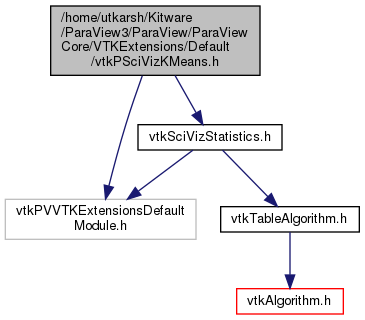 /home/utkarsh/Kitware
/ParaView3/ParaView/ParaView
Core/VTKExtensions/Default
/vtkPSciVizKMeans.h
vtkSciVizStatistics.h
vtkPVVTKExtensionsDefault
Module.h
vtkTableAlgorithm.h
vtkAlgorithm.h